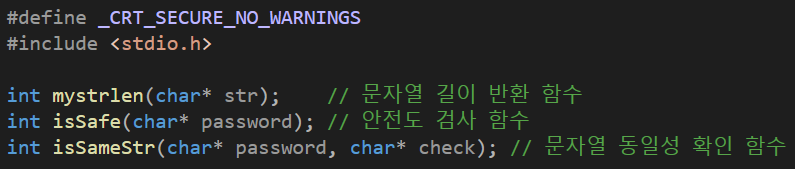 #define _CRT_SECURE_NO_WARNINGS
#include <stdio.h>
int mystrlen(char* str);    // 문자열 길이 반환 함수
int isSafe(char* password); // 안전도 검사 함수
int isSameStr(char* password, char* check); // 문자열 동일성 확인 함수